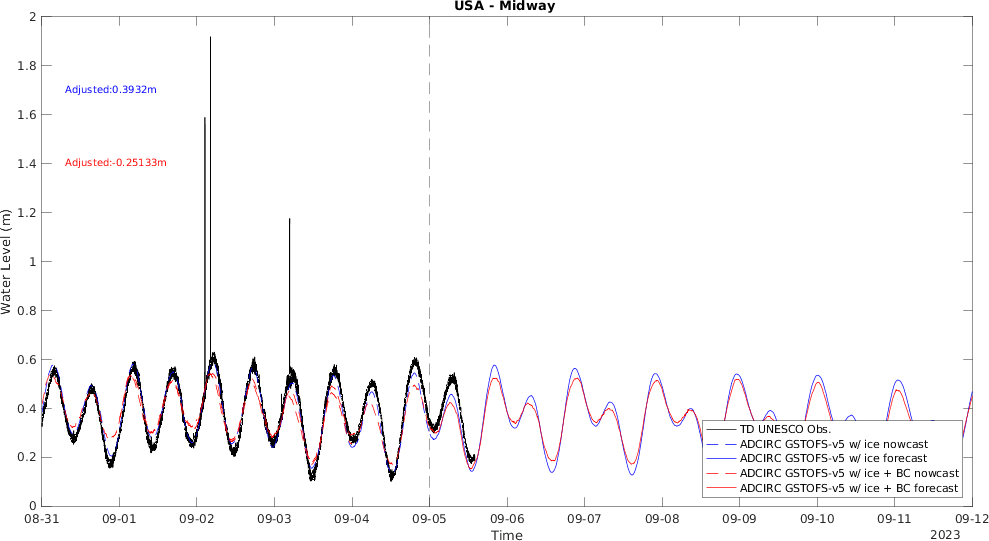 USA - Midway
2
1.8
1.6
1.4
1.2
1
0.8
0.6
0.4
0.2
0
Water Level (m)
Adjusted:0.3932m
Adjusted:-0.25133m
TD UNESCO Obs.
ADCIRC GSTOFS-v5 w/ ice nowcast
ADCIRC GSTOFS-v5 w/ ice forecast
ADCIRC GSTOFS-v5 w/ ice + BC nowcast
ADCIRC GSTOFS-v5 w/ ice + BC forecast
08-31 09-01 09-02 09-03 09-04 09-05 09-06 09-07 09-08 09-09 09-10 09-11 09-12
Time
2023